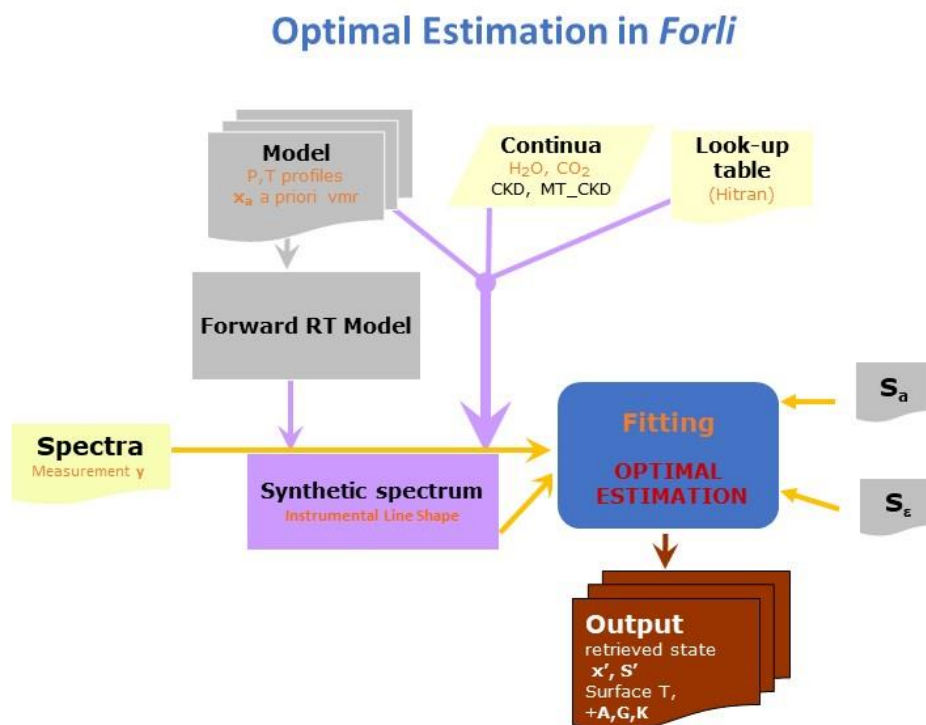 Optimal Estimation in Forli
Model
P,T profiles
xₐ a priori vmr
Continua
H₂O, CO₂
CKD, MT_CKD
Look-up
table
(Hitran)
Forward RT Model
Spectra
Measurement y
Synthetic spectrum
Instrumental Line Shape
Fitting
OPTIMAL
ESTIMATION
Sₐ
Sε
Output
retrieved state
x’, S’
Surface T,
+A,G,K